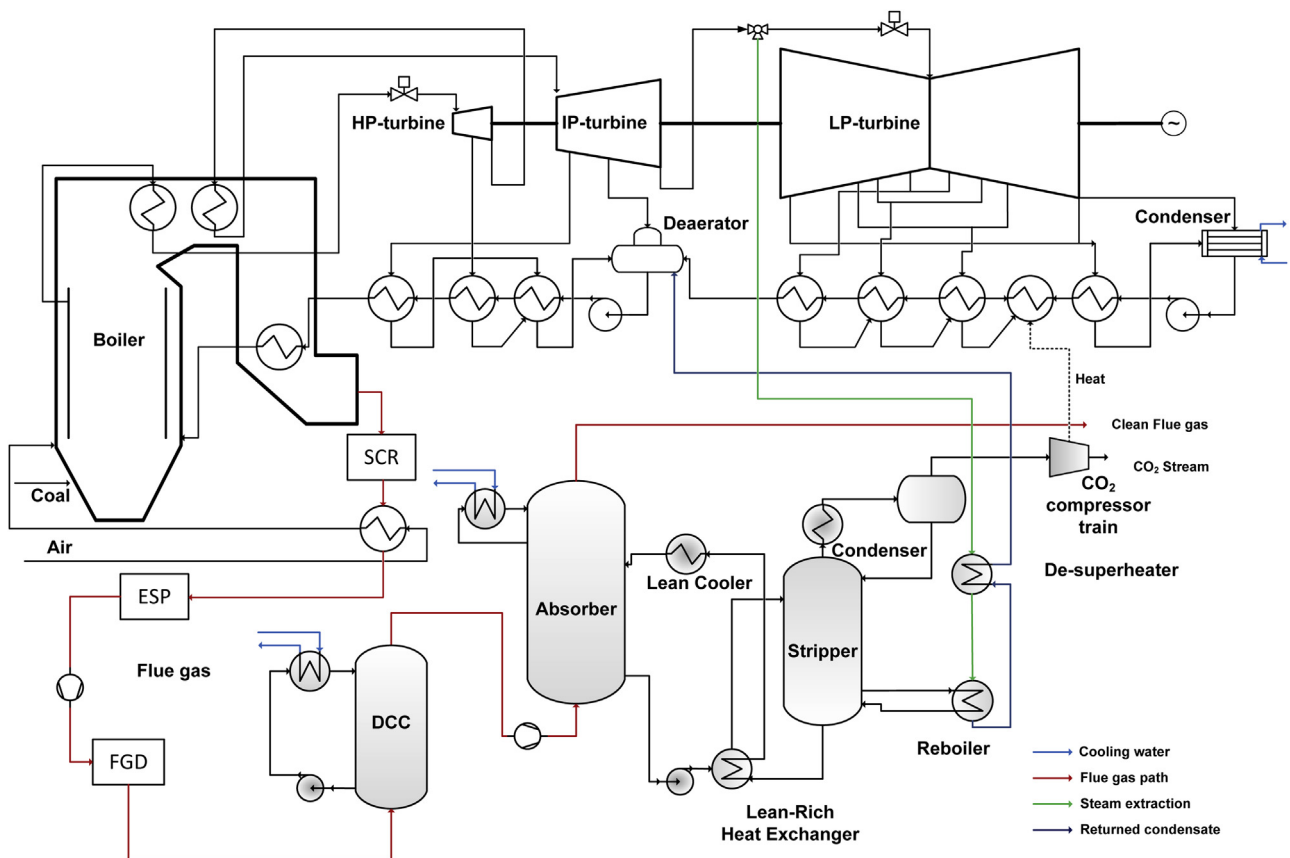 HP-turbine
IP-turbine
LP-turbine
~
Deaerator
Condenser
Boiler
Heat
Clean Flue gas
SCR
CO₂ Stream
Coal
CO₂
compressor
train
Air
Condenser
Lean Cooler
De-superheater
ESP
Absorber
Stripper
Flue gas
DCC
Reboiler
FGD
Cooling water
Flue gas path
Steam extraction
Returned condensate
Lean-Rich
Heat Exchanger